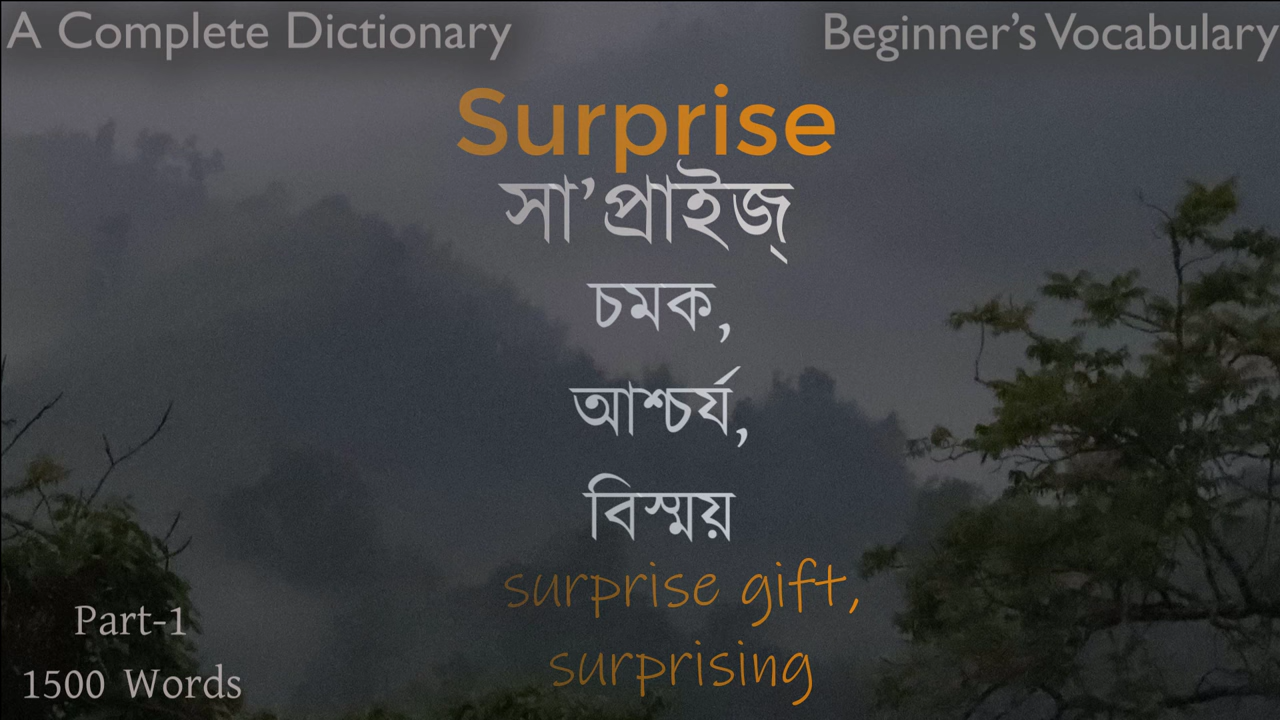 A Complete Dictionary
Beginner's Vocabulary
Surprise
সা'প্রাইজ্
চমক,
আশ্চর্য,
বিস্ময়
surprise gift,
surprising
Part-1
1500 Words